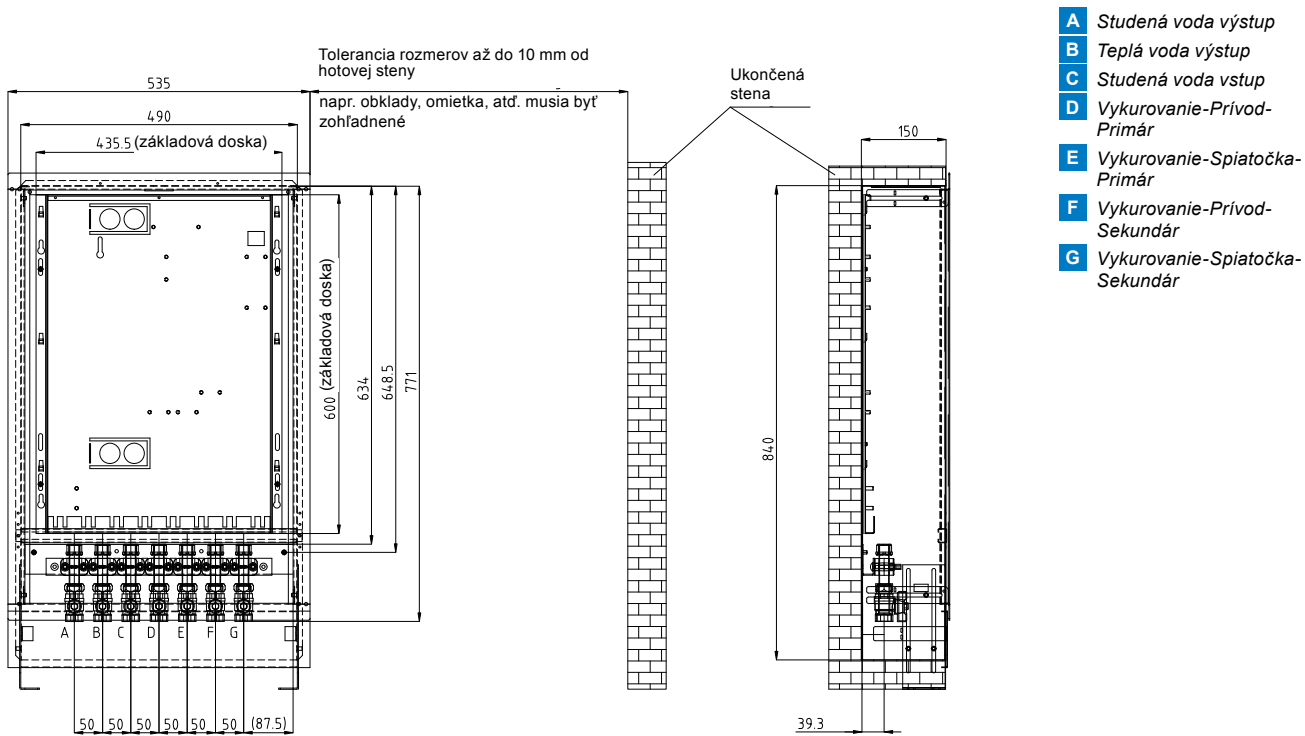 Tolerancia rozmerov až do 10 mm od
hotovej steny
napr. obklady, omietka, atď. musia byť
zohľadnené
Ukončená
stena
535
490
435.5 (základová doska)
150
600 (základová doska)
634
648.5
771
840
A B C D E F G
50 50 50 50 50 50 (87.5)
39.3
A Studená voda výstup
B Teplá voda výstup
C Studená voda vstup
D Vykurovanie-Prívod-
Primár
E Vykurovanie-Spiatočka-
Primár
F Vykurovanie-Prívod-
Sekundár
G Vykurovanie-Spiatočka-
Sekundár